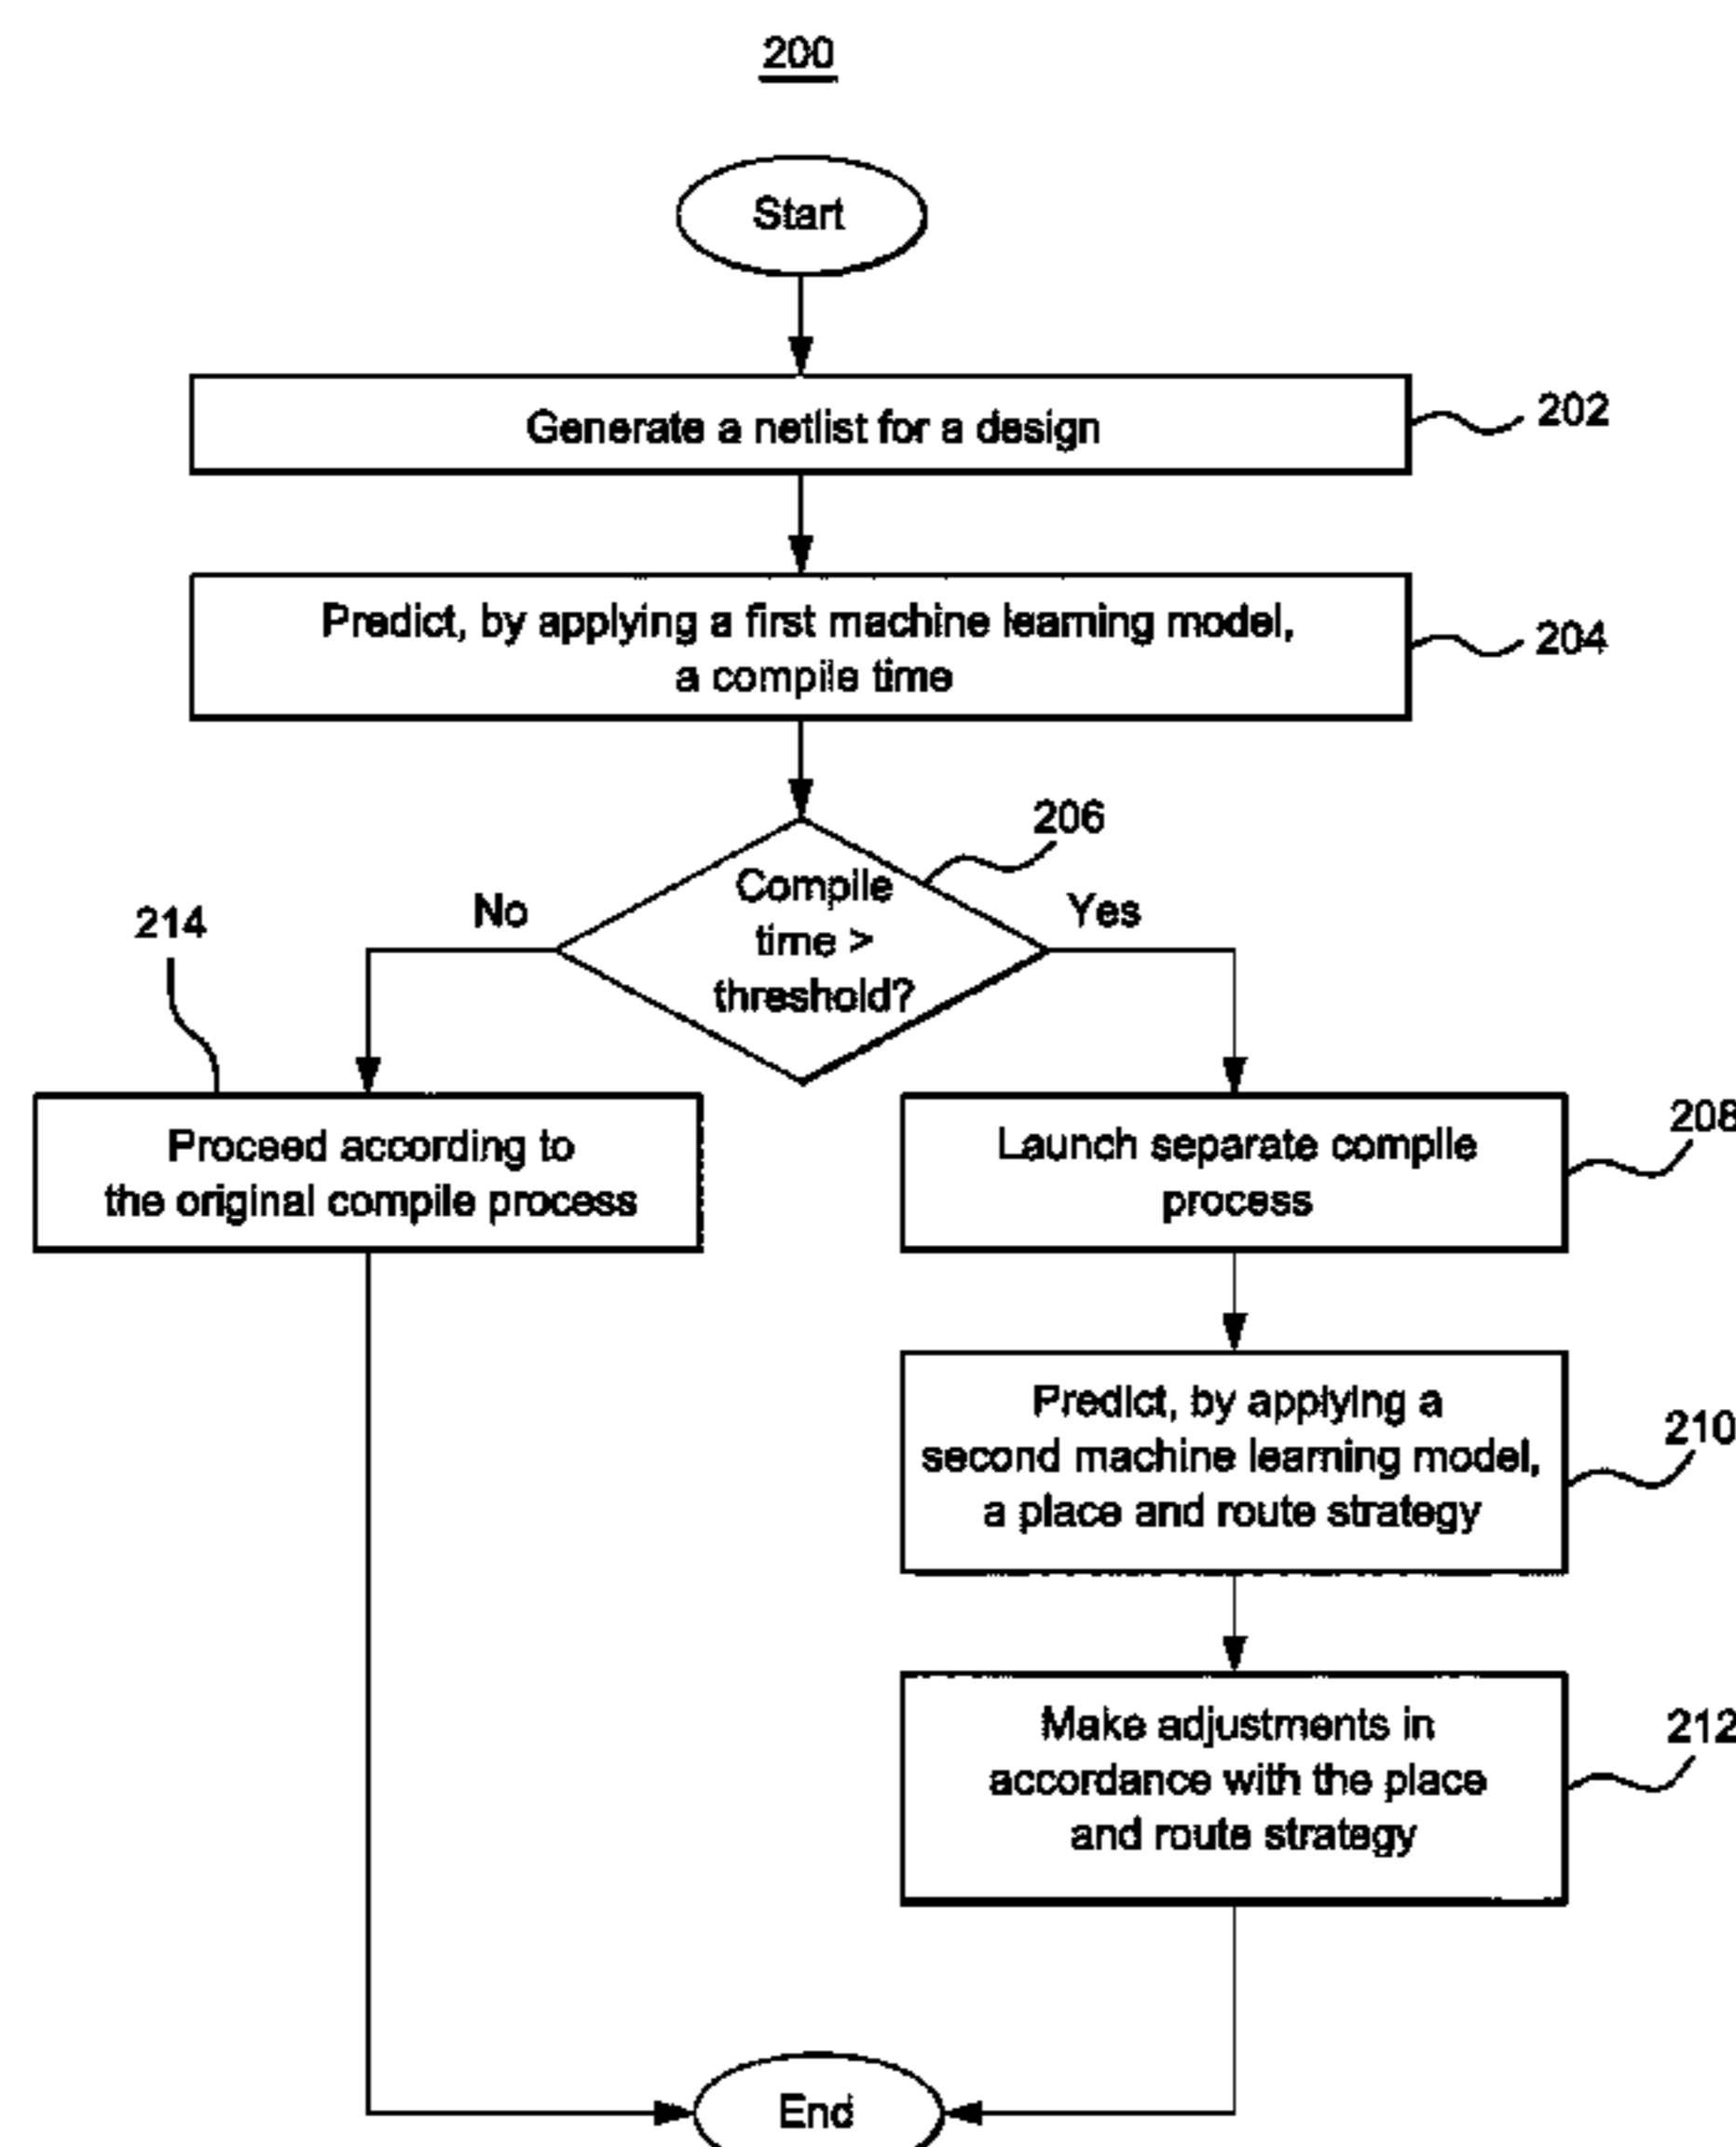 200
Start
Generate a netlist for a design
202
Predict, by applying a first machine learning model,
a compile time
204
206
Compile
time >
threshold?
No
Yes
214
Proceed according to
the original compile process
Launch separate compile
process
208
Predict, by applying a
second machine learning model,
a place and route strategy
210
Make adjustments in
accordance with the place
and route strategy
212
End